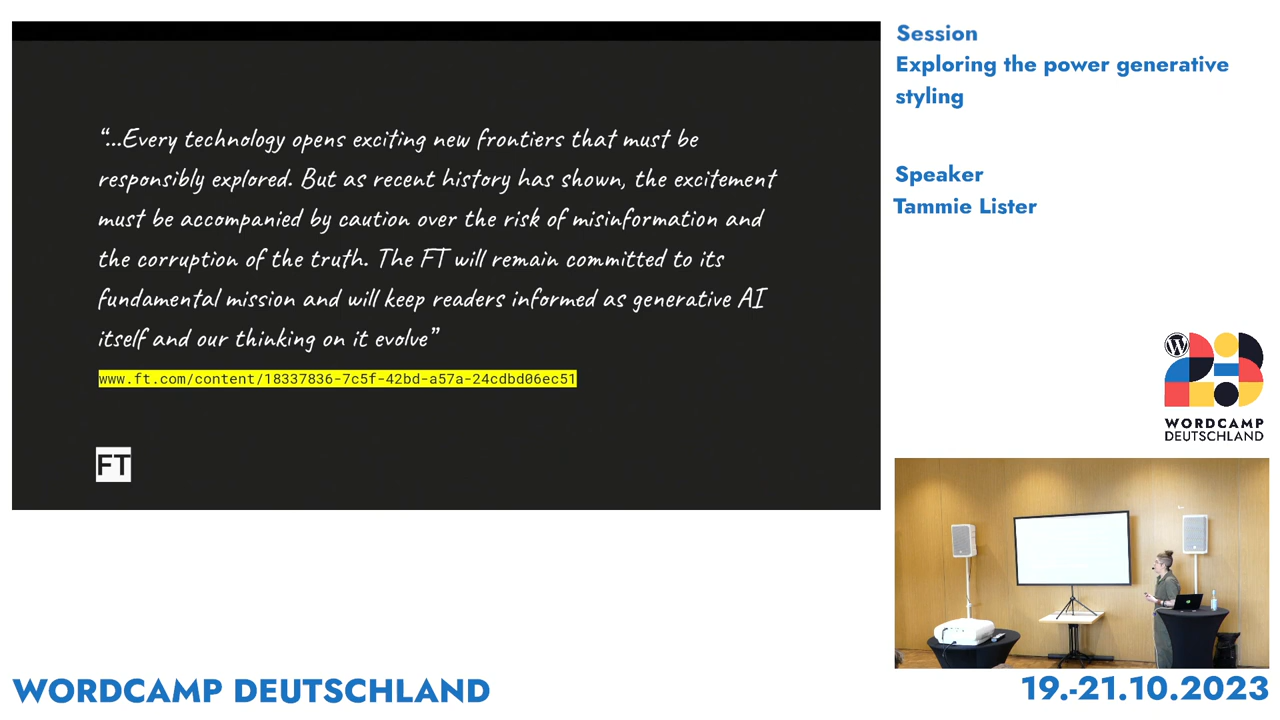 “...Every technology opens exciting new frontiers that must be
responsibly explored. But as recent history has shown, the excitement
must be accompanied by caution over the risk of misinformation and
the corruption of the truth. The FT will remain committed to its
fundamental mission and will keep readers informed as generative AI
itself and our thinking on it evolve”
www.ft.com/content/18337836-7c5f-42bd-a57a-24cdbd06ec51
FT
Session
Exploring the power generative
styling
Speaker
Tammie Lister
WORDCAMP
DEUTSCHLAND
WORDCAMP DEUTSCHLAND
19.-21.10.2023